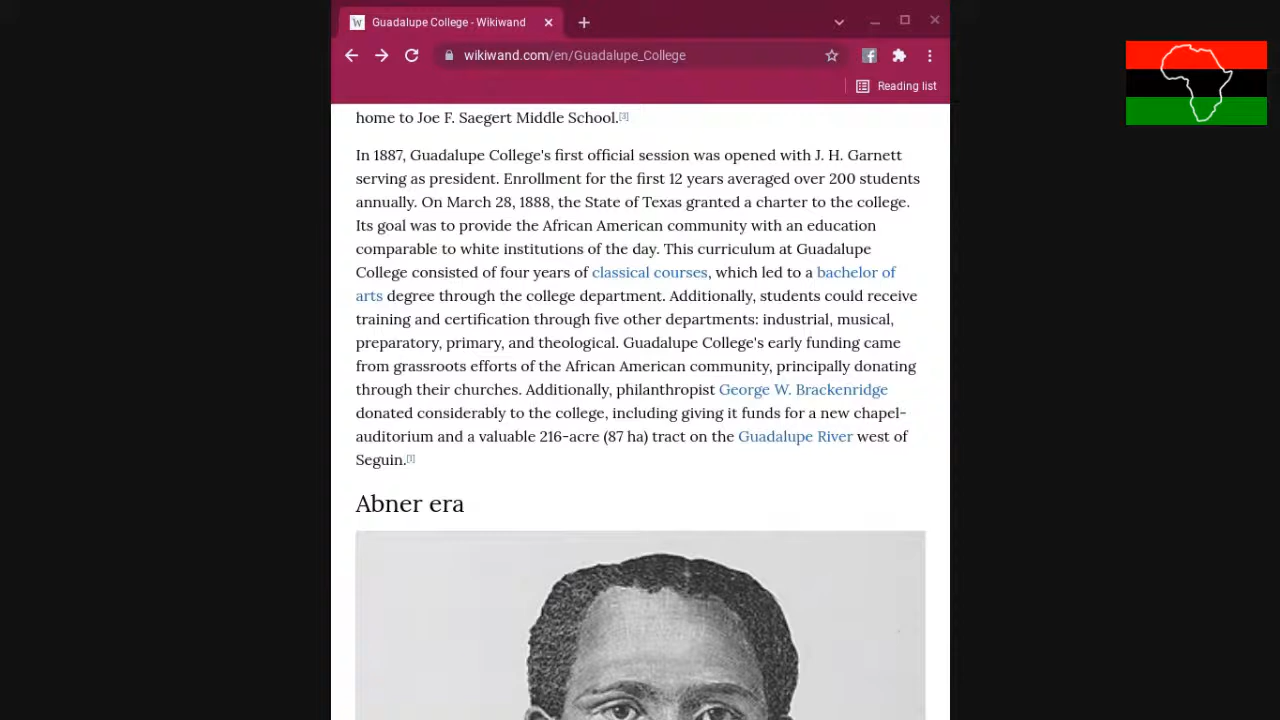 Guadalupe College - Wikiwand
wikiwand.com/en/Guadalupe_College
Reading list
home to Joe F. Saegert Middle School.[3]
In 1887, Guadalupe College's first official session was opened with J. H. Garnett
serving as president. Enrollment for the first 12 years averaged over 200 students
annually. On March 28, 1888, the State of Texas granted a charter to the college.
Its goal was to provide the African American community with an education
comparable to white institutions of the day. This curriculum at Guadalupe
College consisted of four years of classical courses, which led to a bachelor of
arts degree through the college department. Additionally, students could receive
training and certification through five other departments: industrial, musical,
preparatory, primary, and theological. Guadalupe College's early funding came
from grassroots efforts of the African American community, principally donating
through their churches. Additionally, philanthropist George W. Brackenridge
donated considerably to the college, including giving it funds for a new chapel-
auditorium and a valuable 216-acre (87 ha) tract on the Guadalupe River west of
Seguin.[1]
Abner era